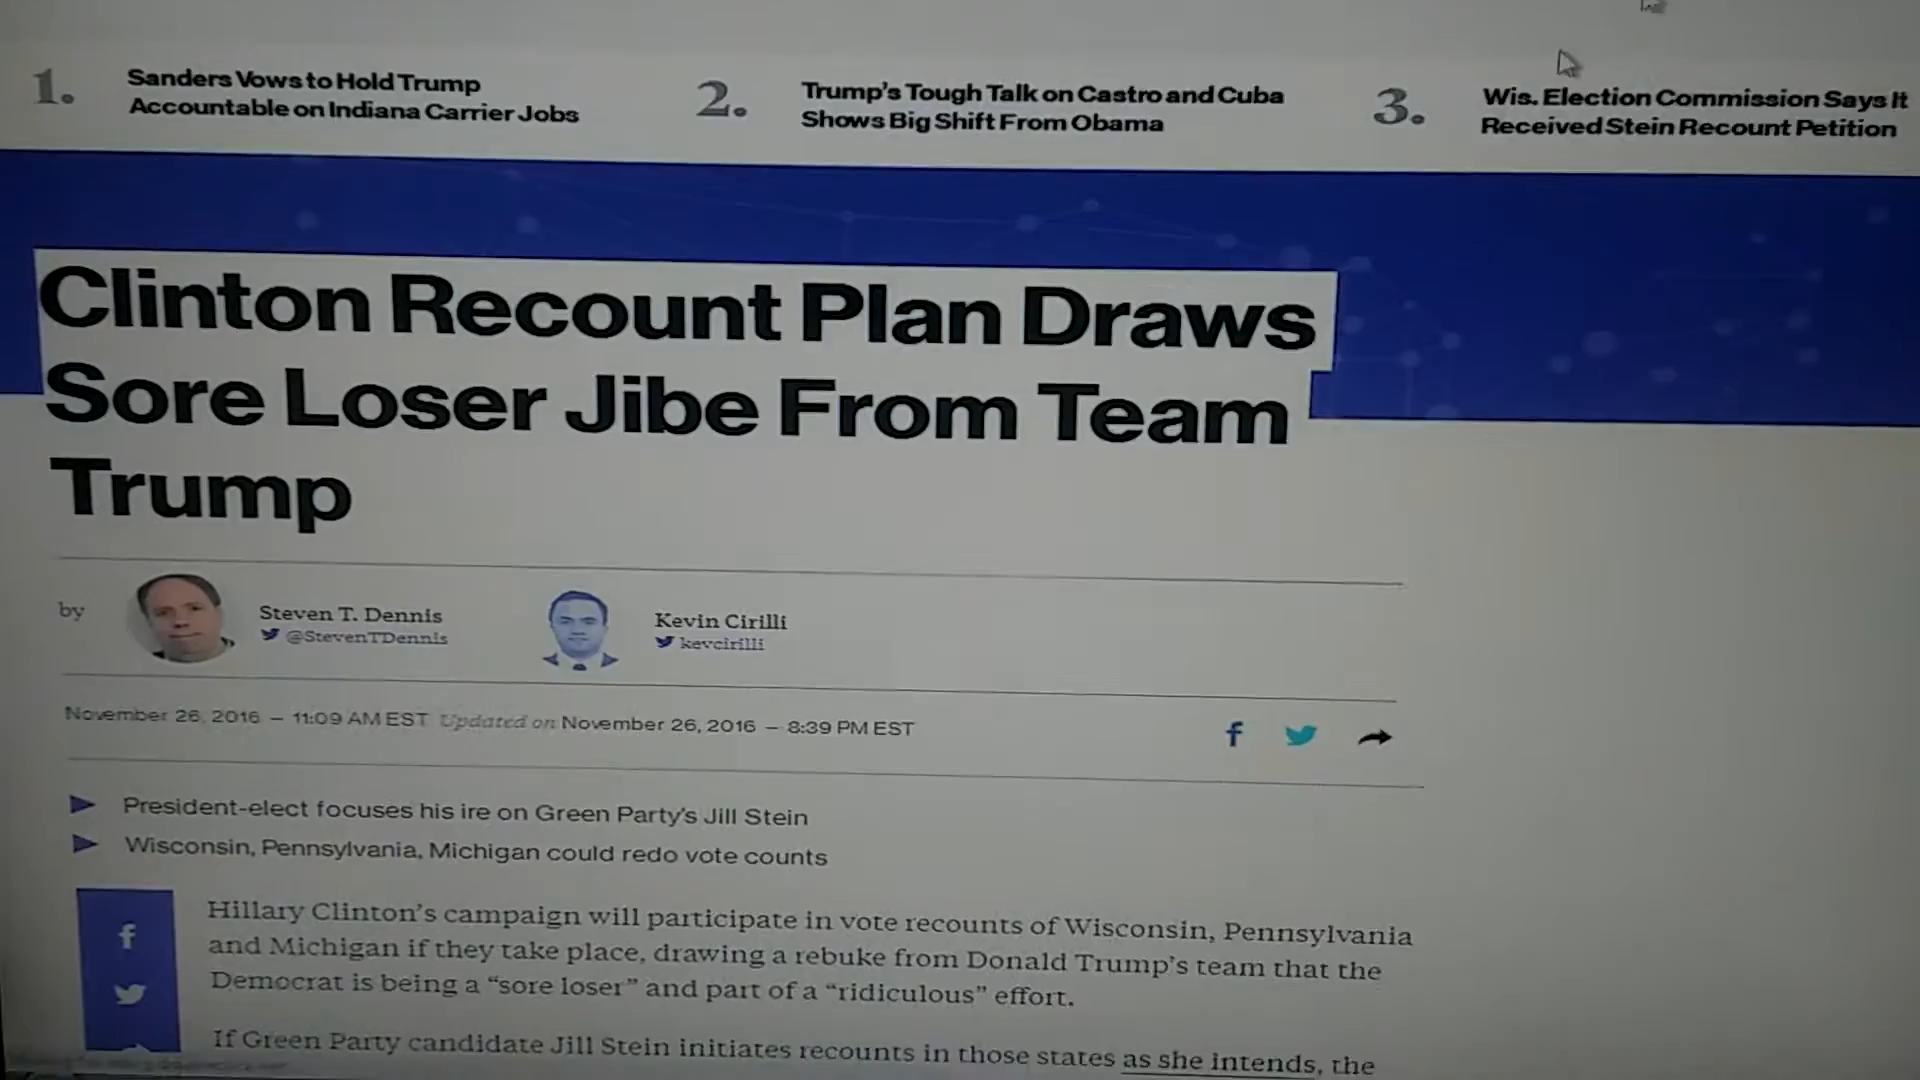 1.
Sanders Vows to Hold Trump
Accountable on Indiana Carrier Jobs
2.
Trump's Tough Talk on Castro and Cuba
Shows Big Shift From Obama
3.
Wis. Election Commission Says It
Received Stein Recount Petition
Clinton Recount Plan Draws
Sore Loser Jibe From Team
Trump
by
Steven T. Dennis
@StevenTDennis
Kevin Cirilli
kevcirilli
November 26, 2016 — 11:09 AM EST Updated on November 26, 2016 — 8:39 PM EST
President-elect focuses his ire on Green Party's Jill Stein
Wisconsin, Pennsylvania, Michigan could redo vote counts
Hillary Clinton's campaign will participate in vote recounts of Wisconsin, Pennsylvania
and Michigan if they take place, drawing a rebuke from Donald Trump's team that the
Democrat is being a “sore loser” and part of a “ridiculous” effort.
If Green Party candidate Jill Stein initiates recounts in those states as she intends, the